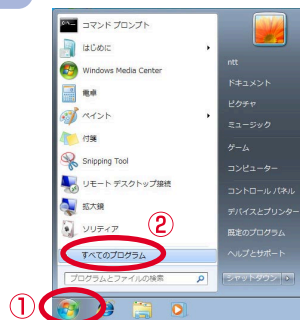 コマンド プロンプト
はじめに
Windows Media Center
電卓
ペイント
付箋
Snipping Tool
リモート デスクトップ接続
拡大鏡
ソリティア
②
すべてのプログラム
プログラムとファイルの検索
①
ntt
ドキュメント
ピクチャ
ミュージック
ゲーム
コンピューター
コントロール パネル
デバイスとプリンター
既定のプログラム
ヘルプとサポート
シャットダウン